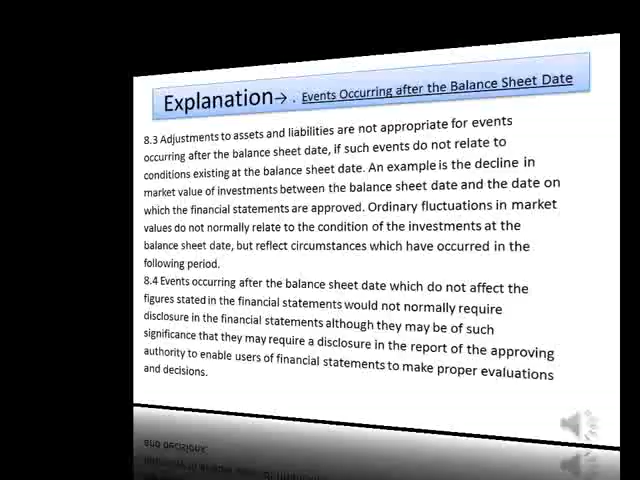 Explanation→ . Events Occurring after the Balance Sheet Date
8.3 Adjustments to assets and liabilities are not appropriate for events
occurring after the balance sheet date, if such events do not relate to
conditions existing at the balance sheet date. An example is the decline in
market value of investments between the balance sheet date and the date on
which the financial statements are approved. Ordinary fluctuations in market
values do not normally relate to the condition of the investments at the
balance sheet date, but reflect circumstances which have occurred in the
following period.
8.4 Events occurring after the balance sheet date which do not affect the
figures stated in the financial statements would not normally require
disclosure in the financial statements although they may be of such
significance that they may require a disclosure in the report of the approving
authority to enable users of financial statements to make proper evaluations
and decisions.